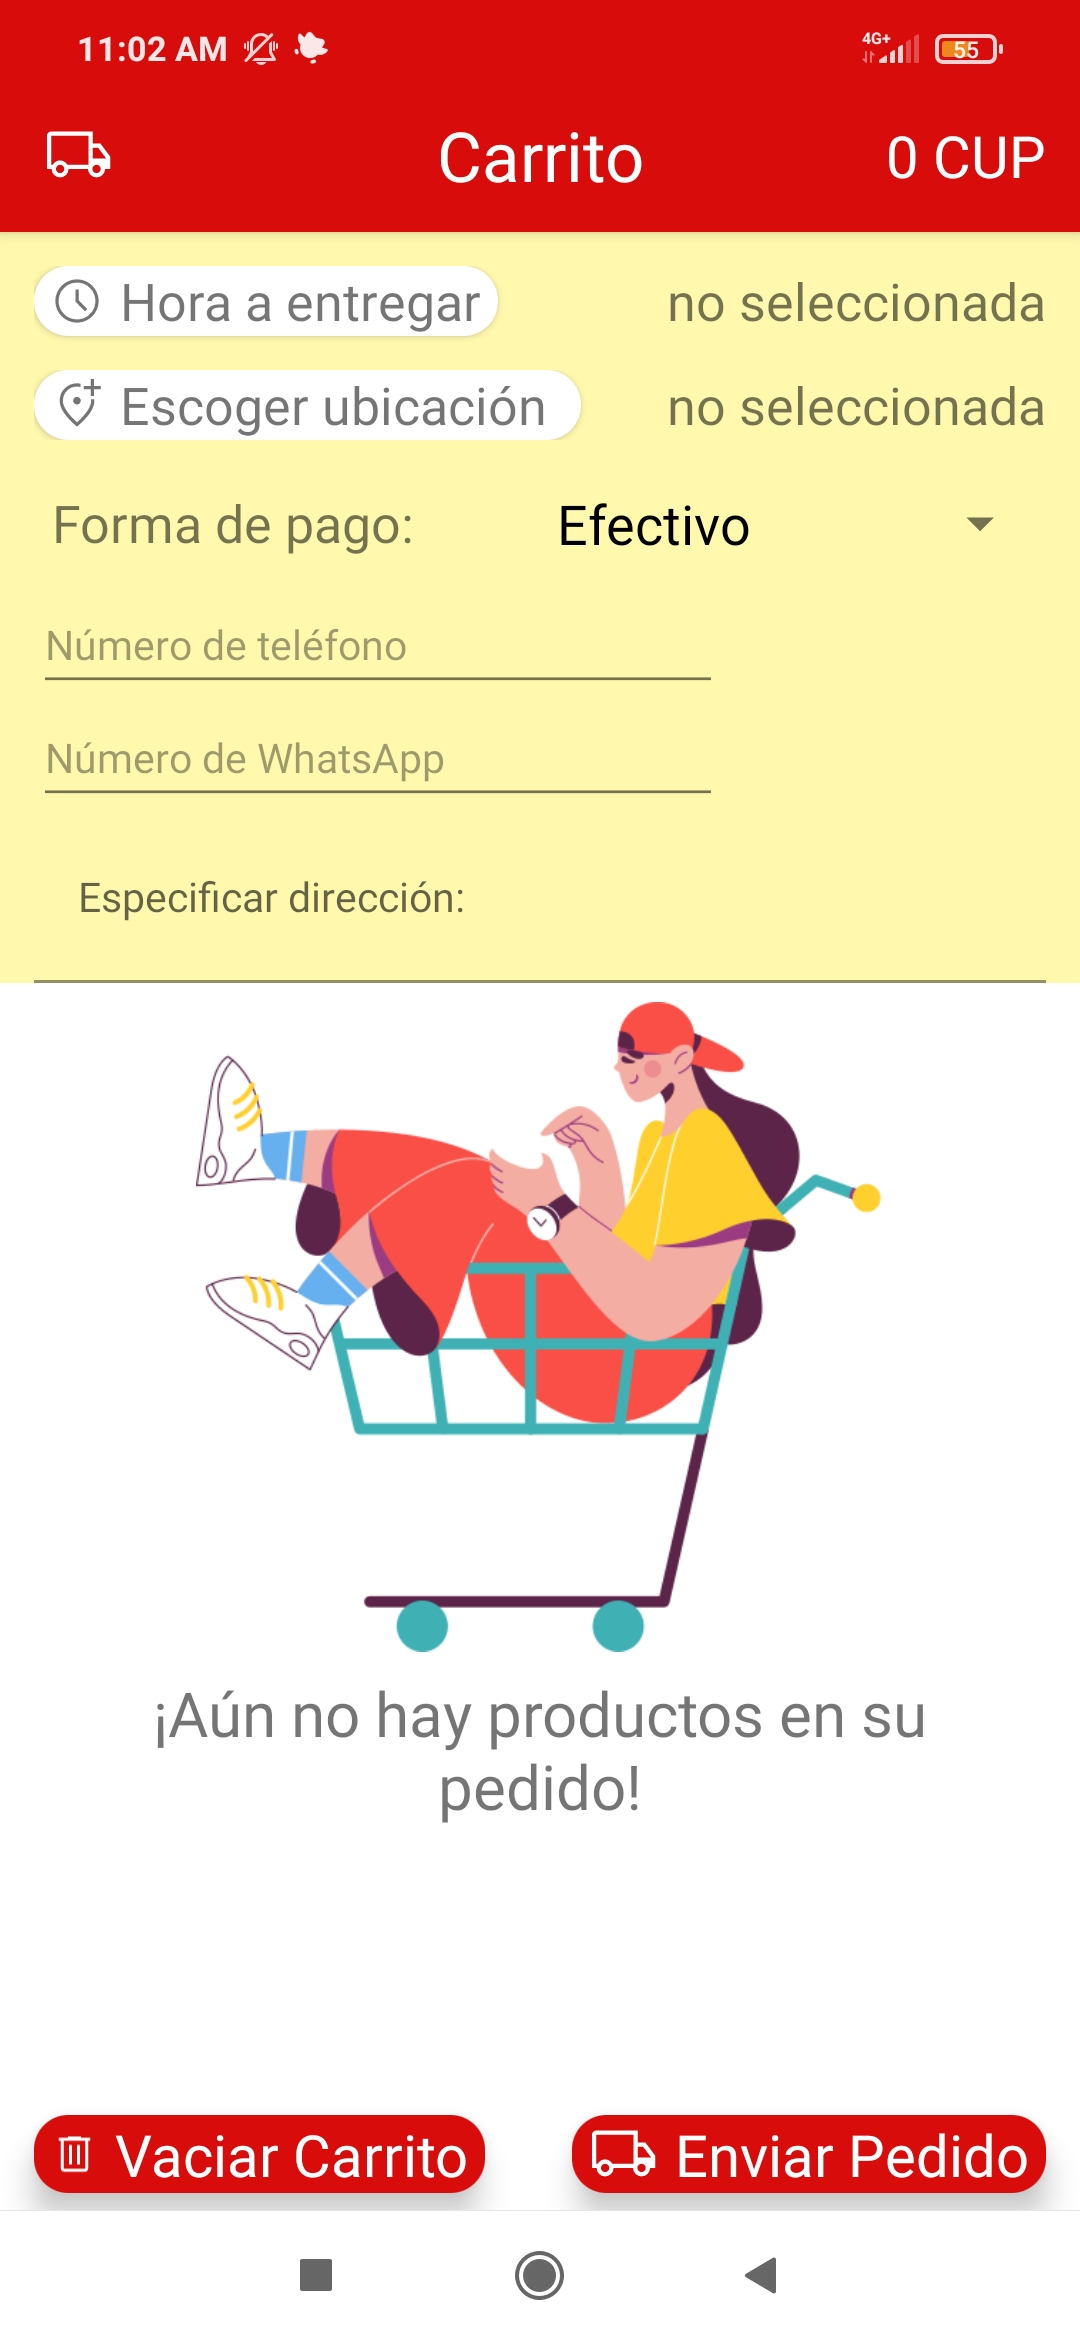 11:02 AM
4G+
55
Carrito
0 CUP
Hora a entregar
no seleccionada
Escoger ubicación
no seleccionada
Forma de pago:
Efectivo
Número de teléfono
Número de WhatsApp
Especificar dirección:
¡Aún no hay productos en su
pedido!
Vaciar Carrito
Enviar Pedido